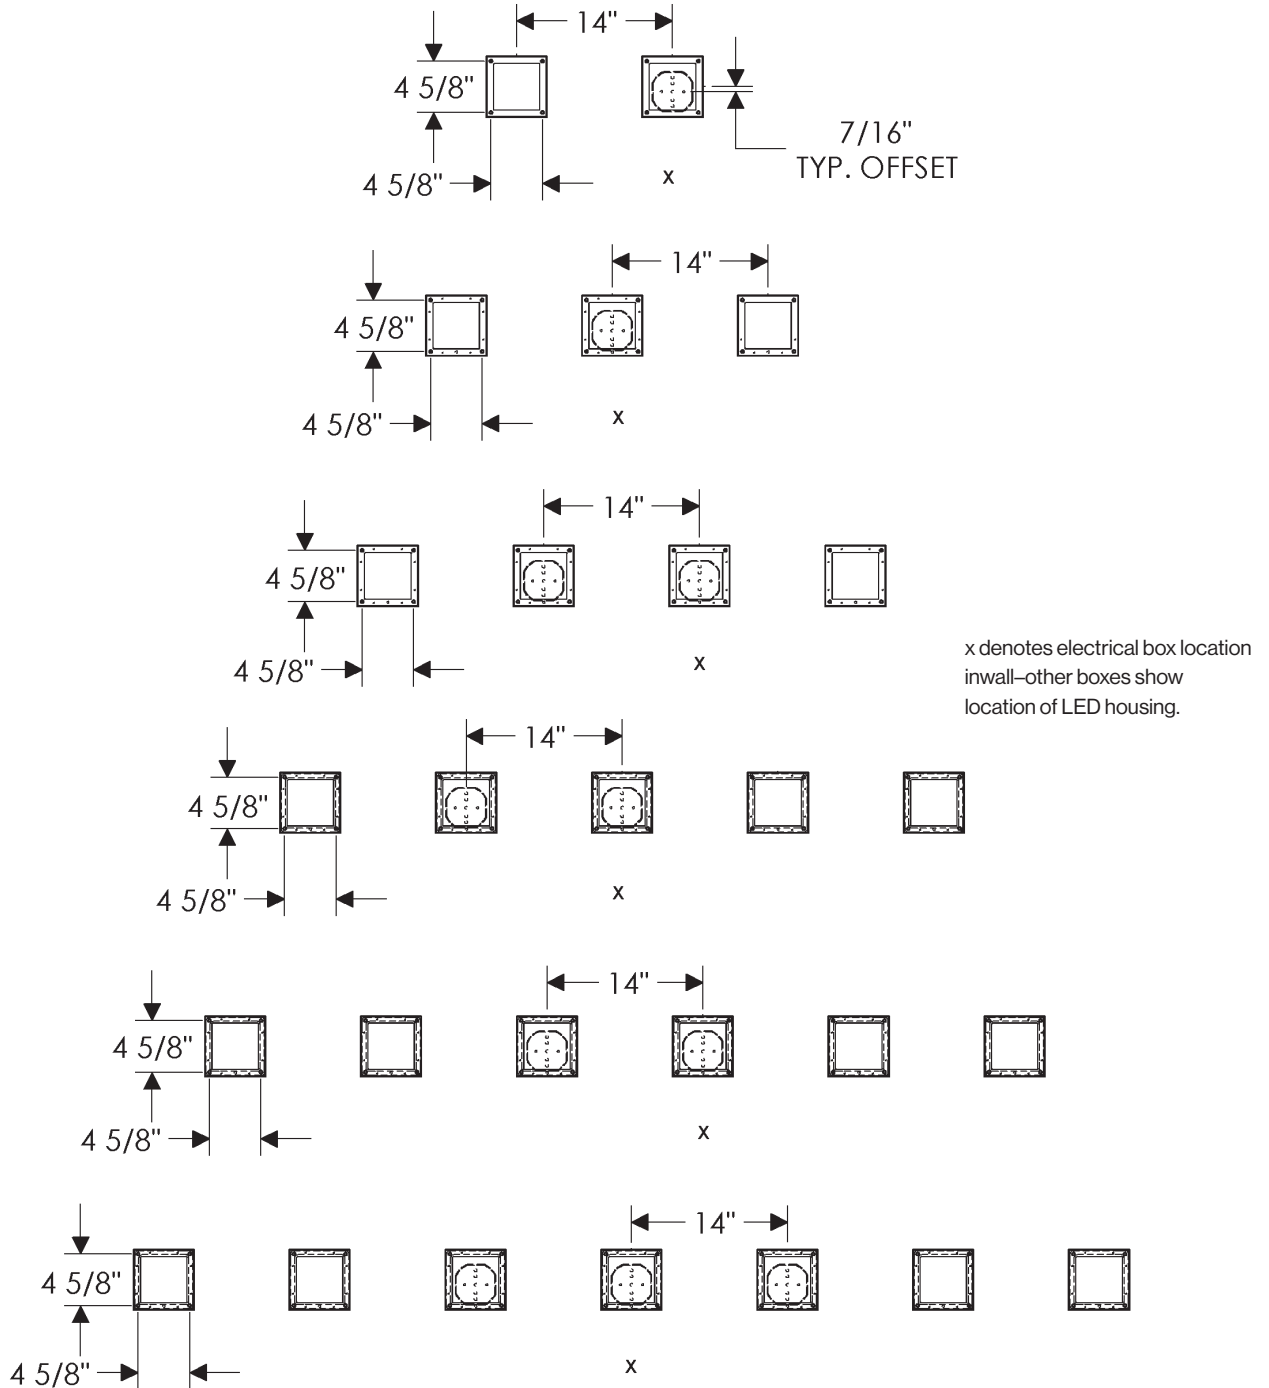 14"
4 5/8"
7/16"
TYP. OFFSET
4 5/8"
x
14"
4 5/8"
4 5/8"
x
14"
4 5/8"
4 5/8"
x
x denotes electrical box location
inwall–other boxes show
location of LED housing.
14"
4 5/8"
4 5/8"
x
14"
4 5/8"
4 5/8"
x
14"
4 5/8"
4 5/8"
x